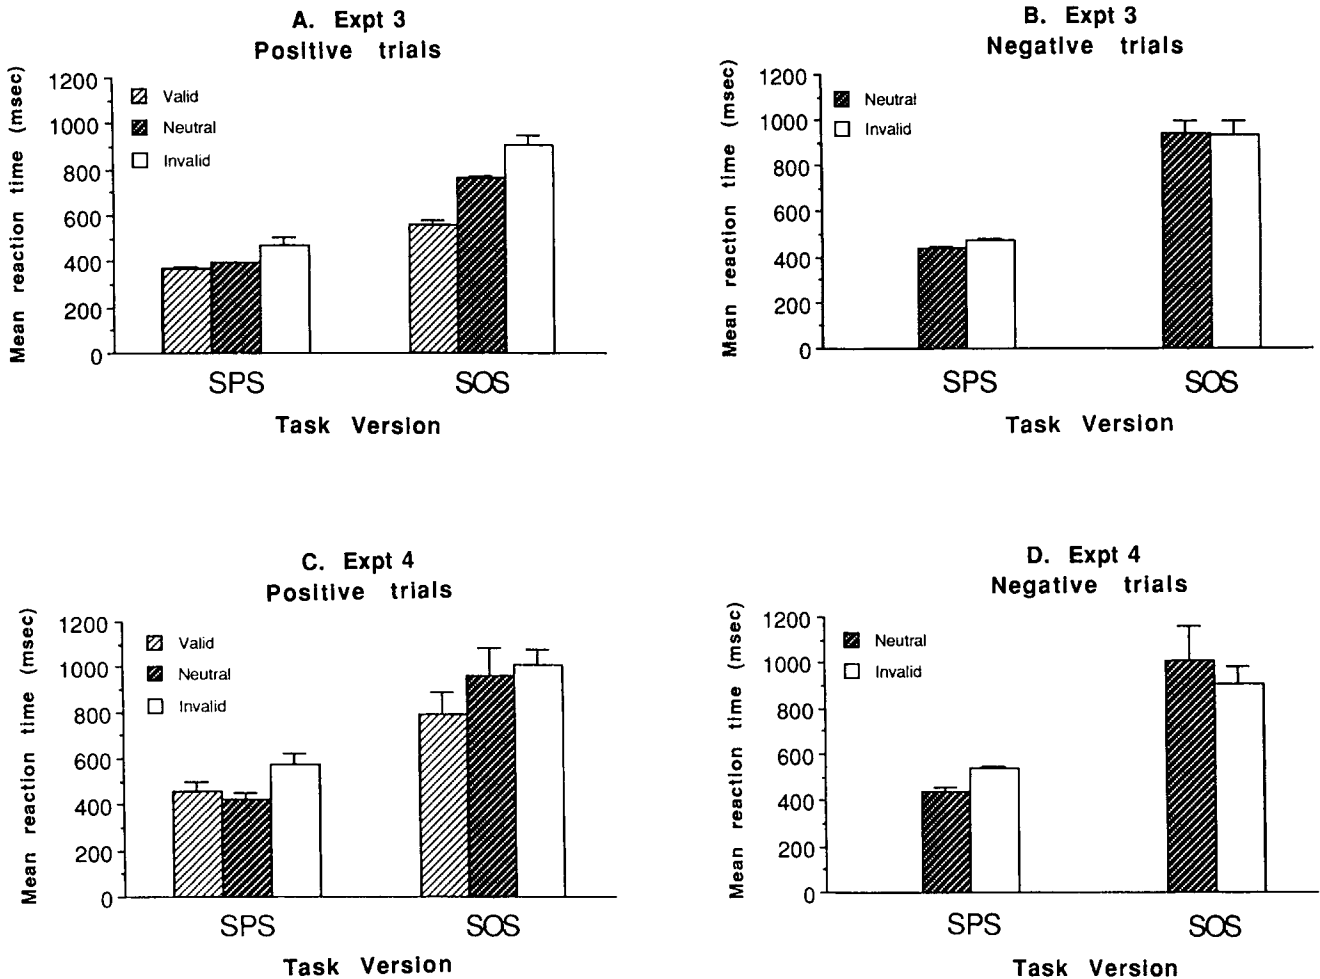 A. Expt 3
Positive trials
Mean reaction time (msec)
1200
1000
800
600
400
200
0
Valid
Neutral
Invalid
SPS
SOS
Task Version
B. Expt 3
Negative trials
Mean reaction time (msec)
1200
1000
800
600
400
200
0
Neutral
Invalid
SPS
SOS
Task Version
C. Expt 4
Positive trials
Mean reaction time (msec)
1200
1000
800
600
400
200
0
Valid
Neutral
Invalid
SPS
SOS
Task Version
D. Expt 4
Negative trials
Mean reaction time (msec)
1200
1000
800
600
400
200
0
Neutral
Invalid
SPS
SOS
Task Version